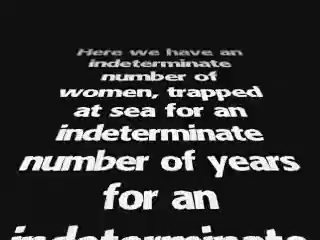 Here we have an
indeterminate
number of
women, trapped
at sea for an
indeterminate
number of years
for an
indeterminate